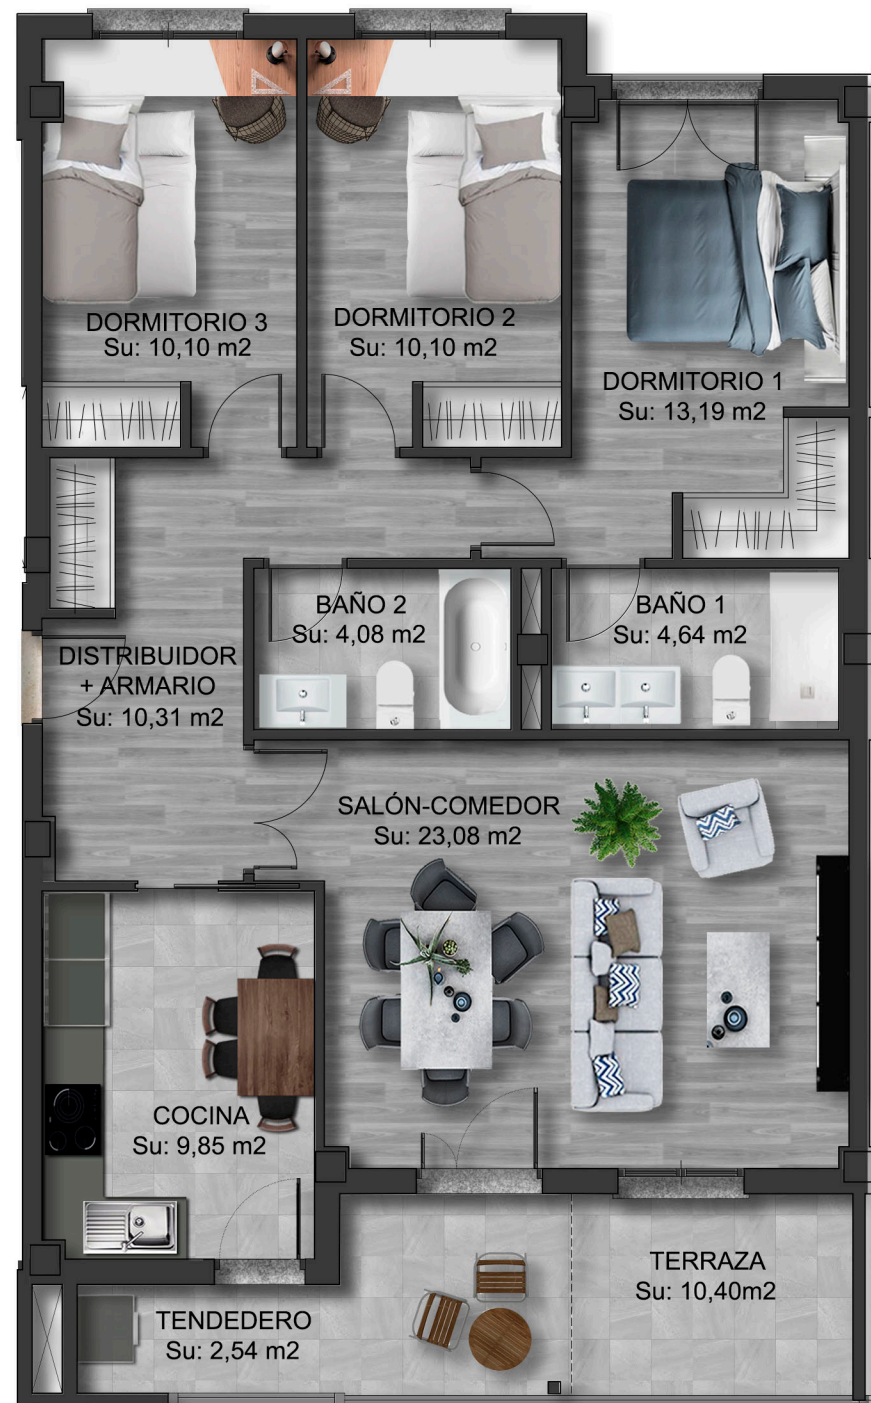 DORMITORIO 3
Su: 10,10 m2
DORMITORIO 2
Su: 10,10 m2
DORMITORIO 1
Su: 13,19 m2
BAÑO 2
Su: 4,08 m2
BAÑO 1
Su: 4,64 m2
DISTRIBUIDOR
+ ARMARIO
Su: 10,31 m2
SALÓN-COMEDOR
Su: 23,08 m2
COCINA
Su: 9,85 m2
TERRAZA
Su: 10,40m2
TENDEDERO
Su: 2,54 m2